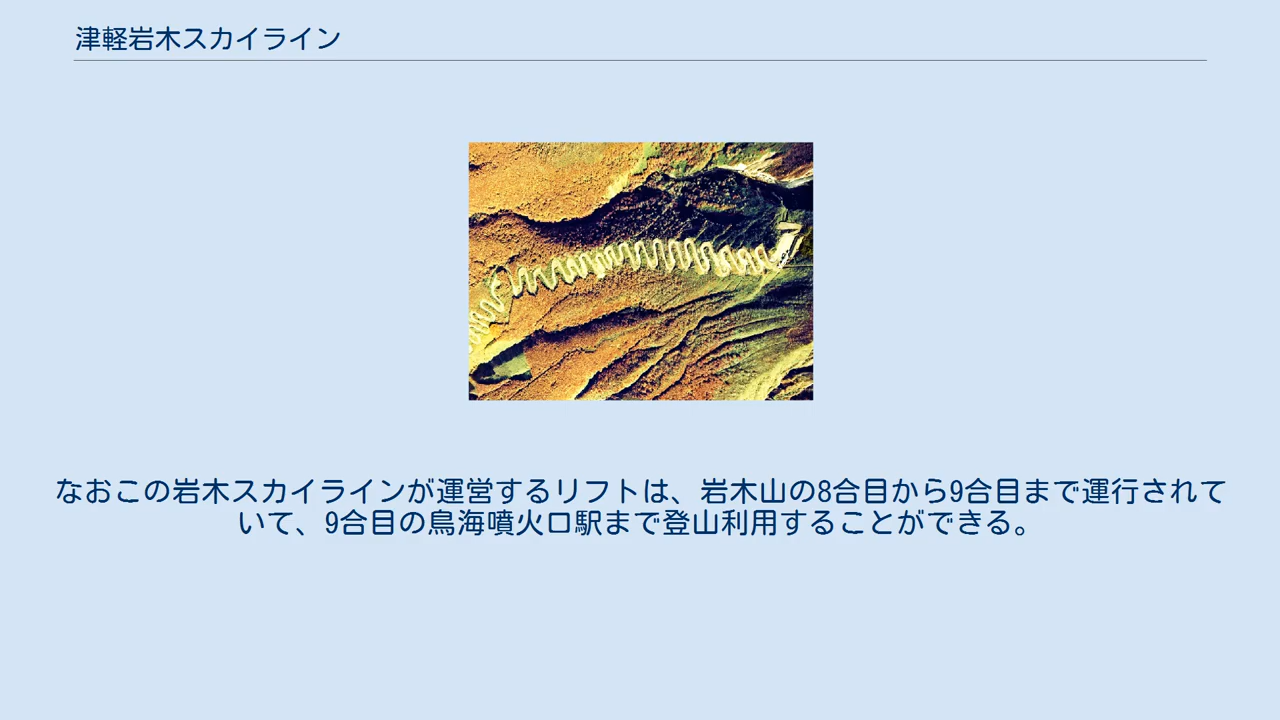 津軽岩木スカイライン
なおこの岩木スカイラインが運営するリフトは、岩木山の8合目から9合目まで運行されて
いて、9合目の鳥海噴火口駅まで登山利用することができる。